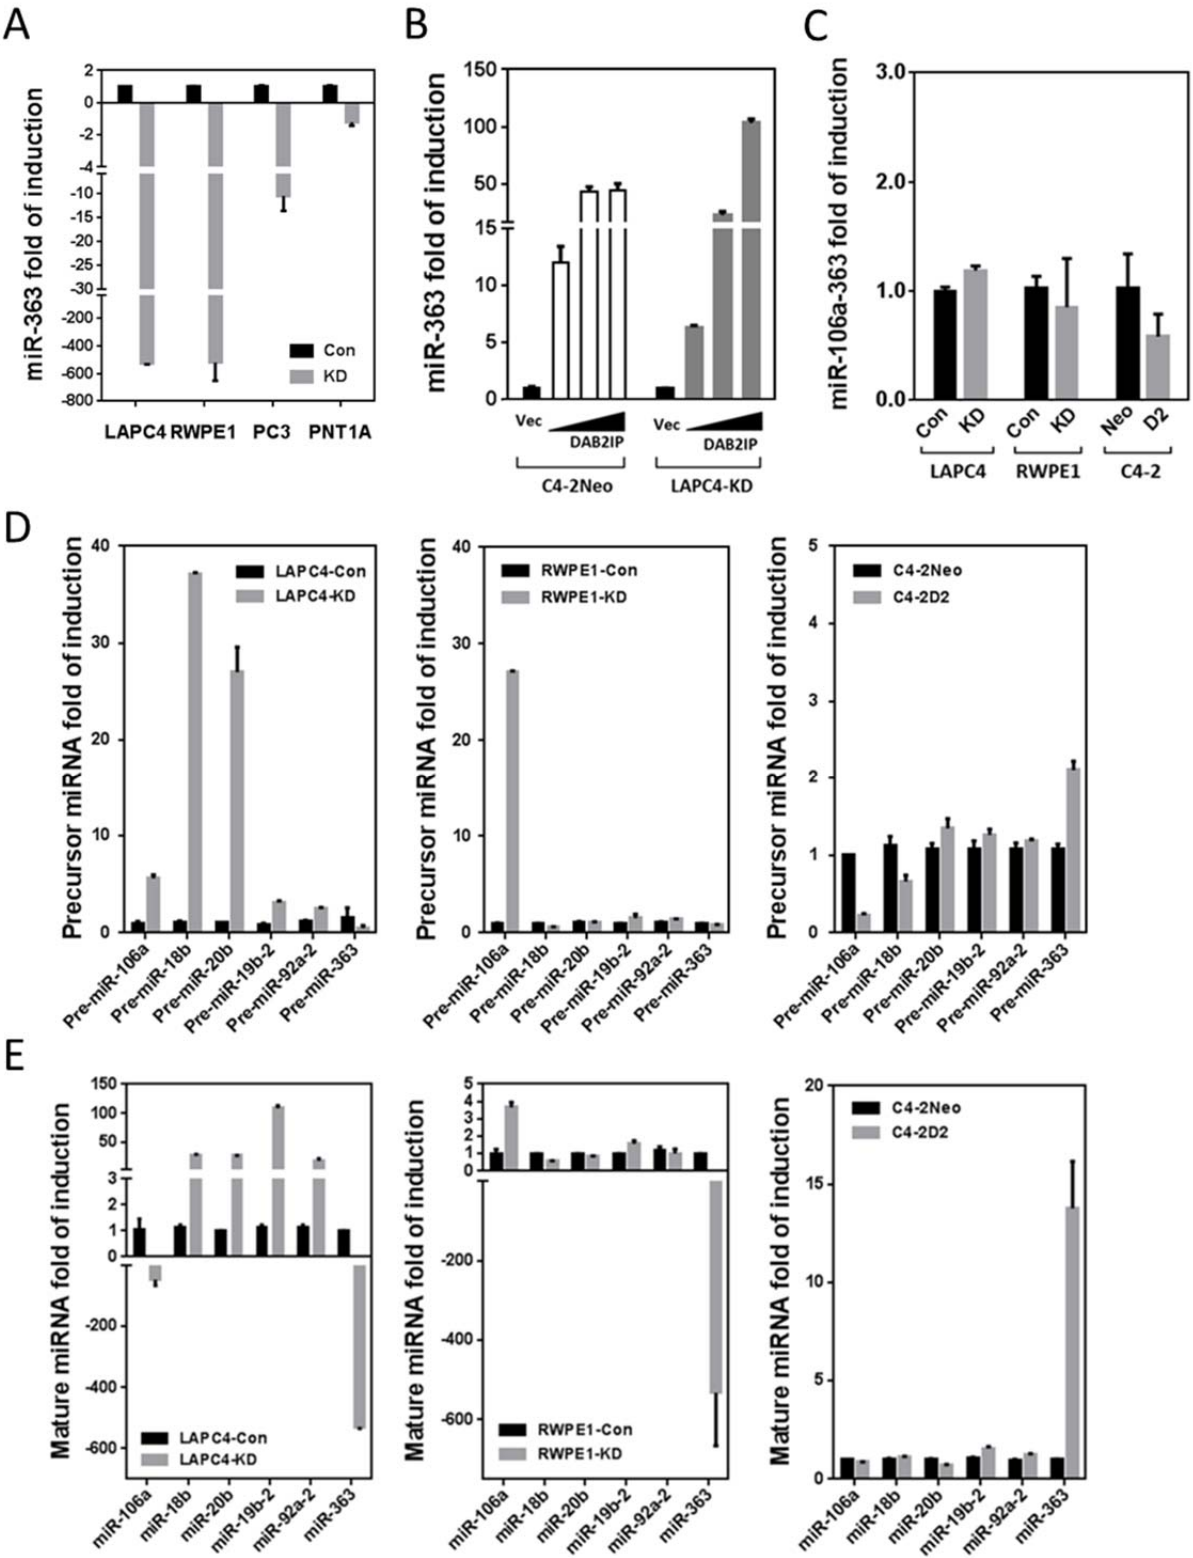 A
miR-363 fold of induction
2
0
-2
-4
-10
-15
-20
-25
-30
-200
-400
-600
-800
Con
KD
LAPC4 RWPE1 PC3 PNT1A
B
miR-363 fold of induction
150
100
50
15
10
5
0
Vec
DAB2IP
Vec
DAB2IP
C4-2Neo
LAPC4-KD
C
miR-106a-363 fold of induction
3.0
2.0
1.0
0.0
Con KD Con KD Neo D2
LAPC4 RWPE1 C4-2
D
Precursor miRNA fold of induction
40
30
20
10
0
LAPC4-Con
LAPC4-KD
Pre-miR-106a
Pre-miR-18b
Pre-miR-20b
Pre-miR-19b-2
Pre-miR-92a-2
Pre-miR-363
Precursor miRNA fold of induction
40
30
20
10
0
RWPE1-Con
RWPE1-KD
Pre-miR-106a
Pre-miR-18b
Pre-miR-20b
Pre-miR-19b-2
Pre-miR-92a-2
Pre-miR-363
Precursor miRNA fold of induction
5
4
3
2
1
0
C4-2Neo
C4-2D2
Pre-miR-106a
Pre-miR-18b
Pre-miR-20b
Pre-miR-19b-2
Pre-miR-92a-2
Pre-miR-363
E
Mature miRNA fold of induction
150
100
50
3
2
1
0
-200
-400
-600
LAPC4-Con
LAPC4-KD
miR-106a
miR-18b
miR-20b
miR-19b-2
miR-92a-2
miR-363
Mature miRNA fold of induction
5
4
3
2
1
0
-200
-400
-600
RWPE1-Con
RWPE1-KD
miR-106a
miR-18b
miR-20b
miR-19b-2
miR-92a-2
miR-363
Mature miRNA fold of induction
20
15
10
5
0
C4-2Neo
C4-2D2
miR-106a
miR-18b
miR-20b
miR-19b-2
miR-92a-2
miR-363